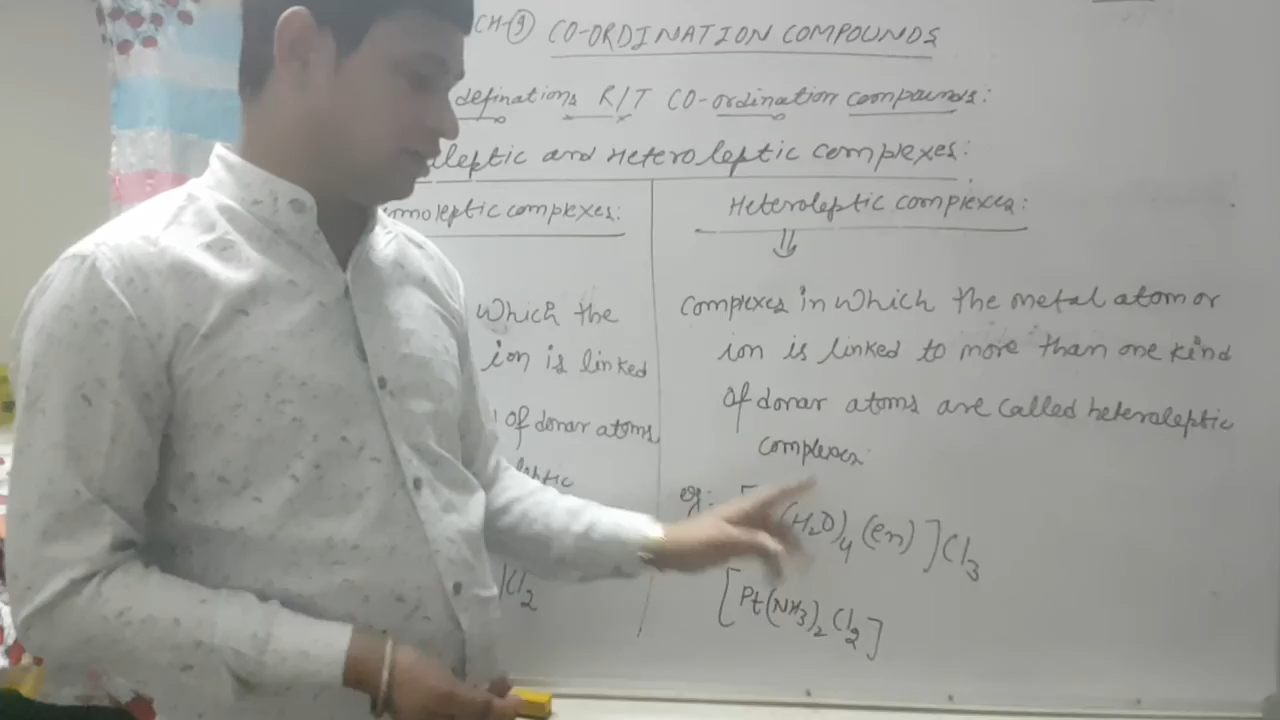 CH-9 CO-ORDINATION COMPOUNDS
definations R/T CO-ordination compounds:
leptic and Heteroleptic complexes:
omoleptic complexes:
which the
ion is linked
of donar atoms
leptic
]Cl2
Heteroleptic complexes:
⇓
complexes in which the metal atom or
ion is linked to more than one kind
of donar atoms are called heteroleptic
complexes.
eg: [ (H2O)4 (en) ] Cl3
[Pt(NH3)2 Cl2]